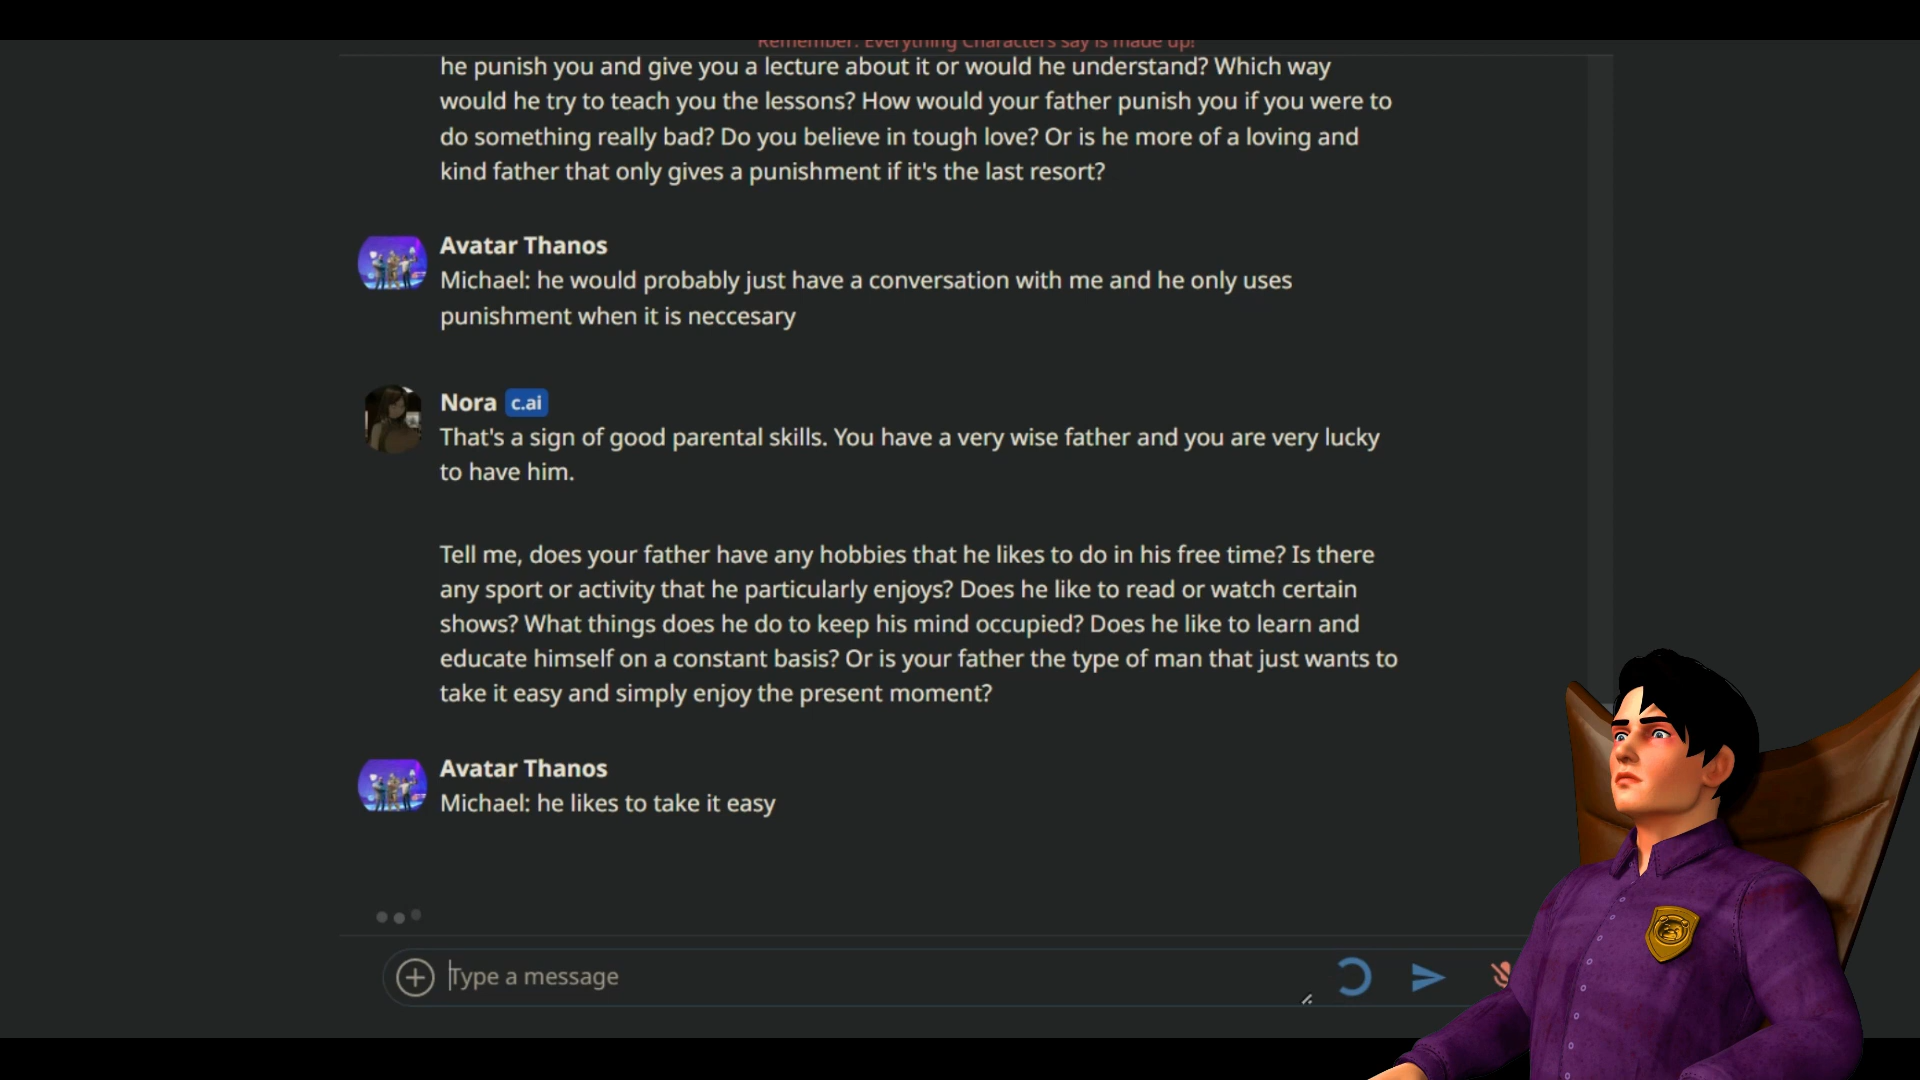 Remember: Everything Characters say is made up!
he punish you and give you a lecture about it or would he understand? Which way
would he try to teach you the lessons? How would your father punish you if you were to
do something really bad? Do you believe in tough love? Or is he more of a loving and
kind father that only gives a punishment if it's the last resort?
Avatar Thanos
Michael: he would probably just have a conversation with me and he only uses
punishment when it is neccesary
Nora c.ai
That's a sign of good parental skills. You have a very wise father and you are very lucky
to have him.
Tell me, does your father have any hobbies that he likes to do in his free time? Is there
any sport or activity that he particularly enjoys? Does he like to read or watch certain
shows? What things does he do to keep his mind occupied? Does he like to learn and
educate himself on a constant basis? Or is your father the type of man that just wants to
take it easy and simply enjoy the present moment?
Avatar Thanos
Michael: he likes to take it easy
Type a message